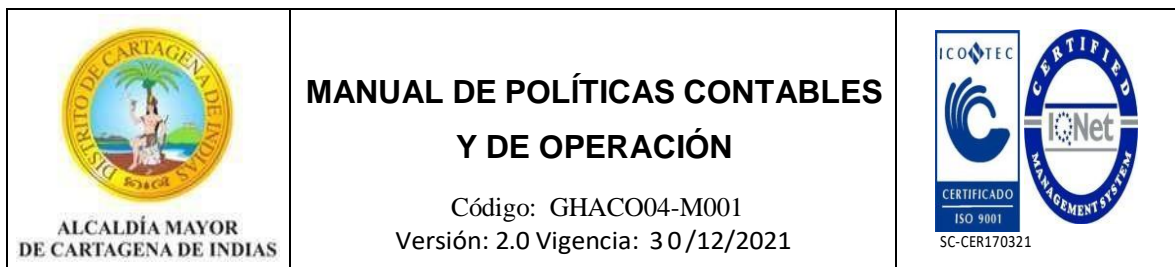 DISTRITO DE CARTAGENA DE INDIAS
ALCALDÍA MAYOR
DE CARTAGENA DE INDIAS
MANUAL DE POLÍTICAS CONTABLES
Y DE OPERACIÓN
Código: GHACO04-M001
Versión: 2.0 Vigencia: 30/12/2021
ICONTEC
CERTIFICADO
ISO 9001
SC-CER170321
CERTIFIED
IQNet
MANAGEMENT SYSTEM